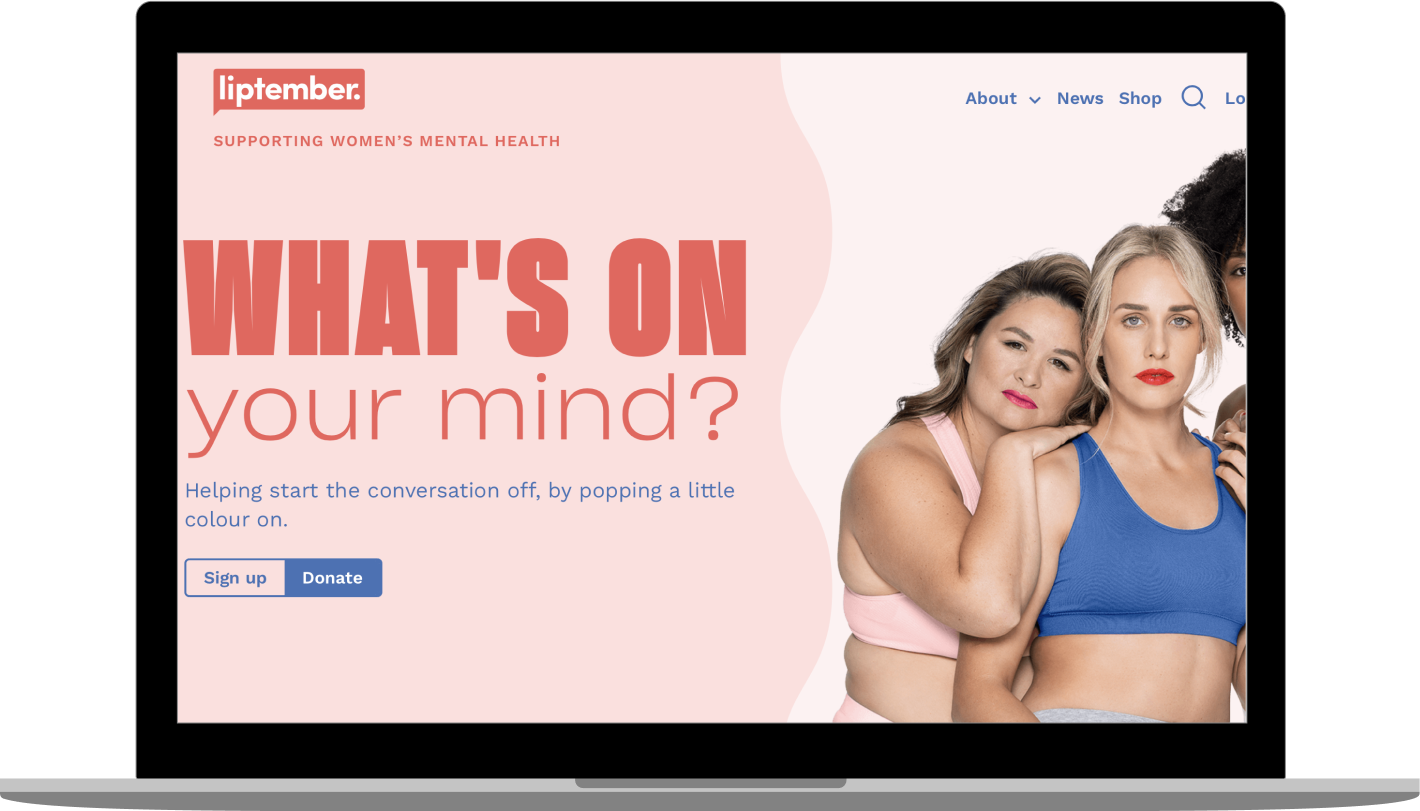 liptember.
About News Shop Lo
SUPPORTING WOMEN'S MENTAL HEALTH
WHAT'S ON
your mind?
Helping start the conversation off, by popping a little
colour on.
Sign up Donate